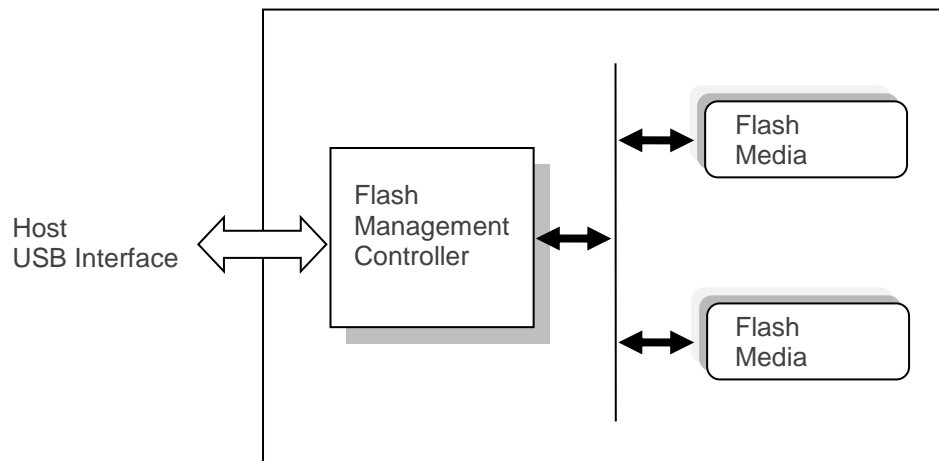 Host
USB Interface
Flash
Management
Controller
Flash
Media
Flash
Media